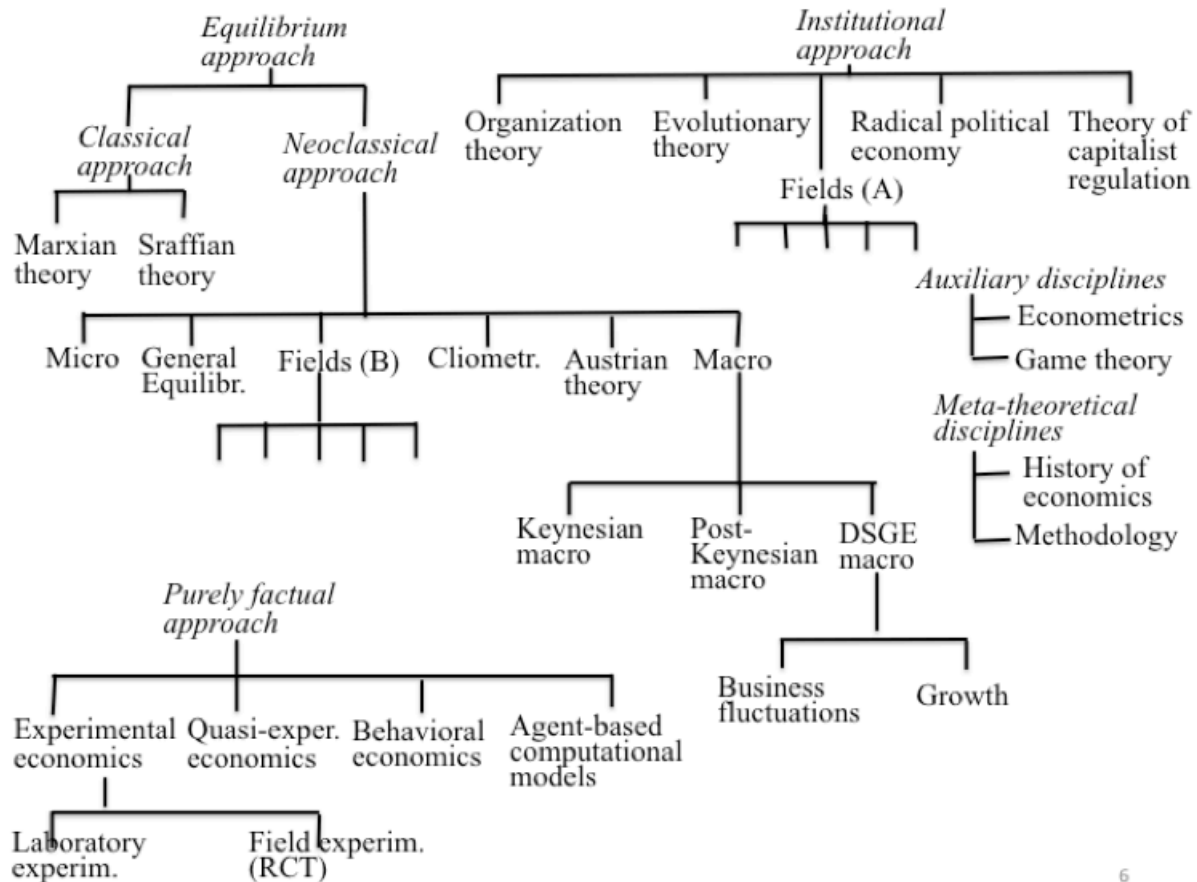 Equilibrium
approach
Classical
approach
Neoclassical
approach
Marxian
theory
Sraffian
theory
Institutional
approach
Organization
theory
Evolutionary
theory
Fields (A)
Radical political
economy
Theory of
capitalist
regulation
Micro
General
Equilibr.
Fields (B)
Cliometr.
Austrian
theory
Macro
Keynesian
macro
Post-
Keynesian
macro
DSGE
macro
Business
fluctuations
Growth
Auxiliary disciplines
Econometrics
Game theory
Meta-theoretical
disciplines
History of
economics
Methodology
Purely factual
approach
Experimental
economics
Quasi-exper.
economics
Behavioral
economics
Agent-based
computational
models
Laboratory
experim.
Field experim.
(RCT)
6